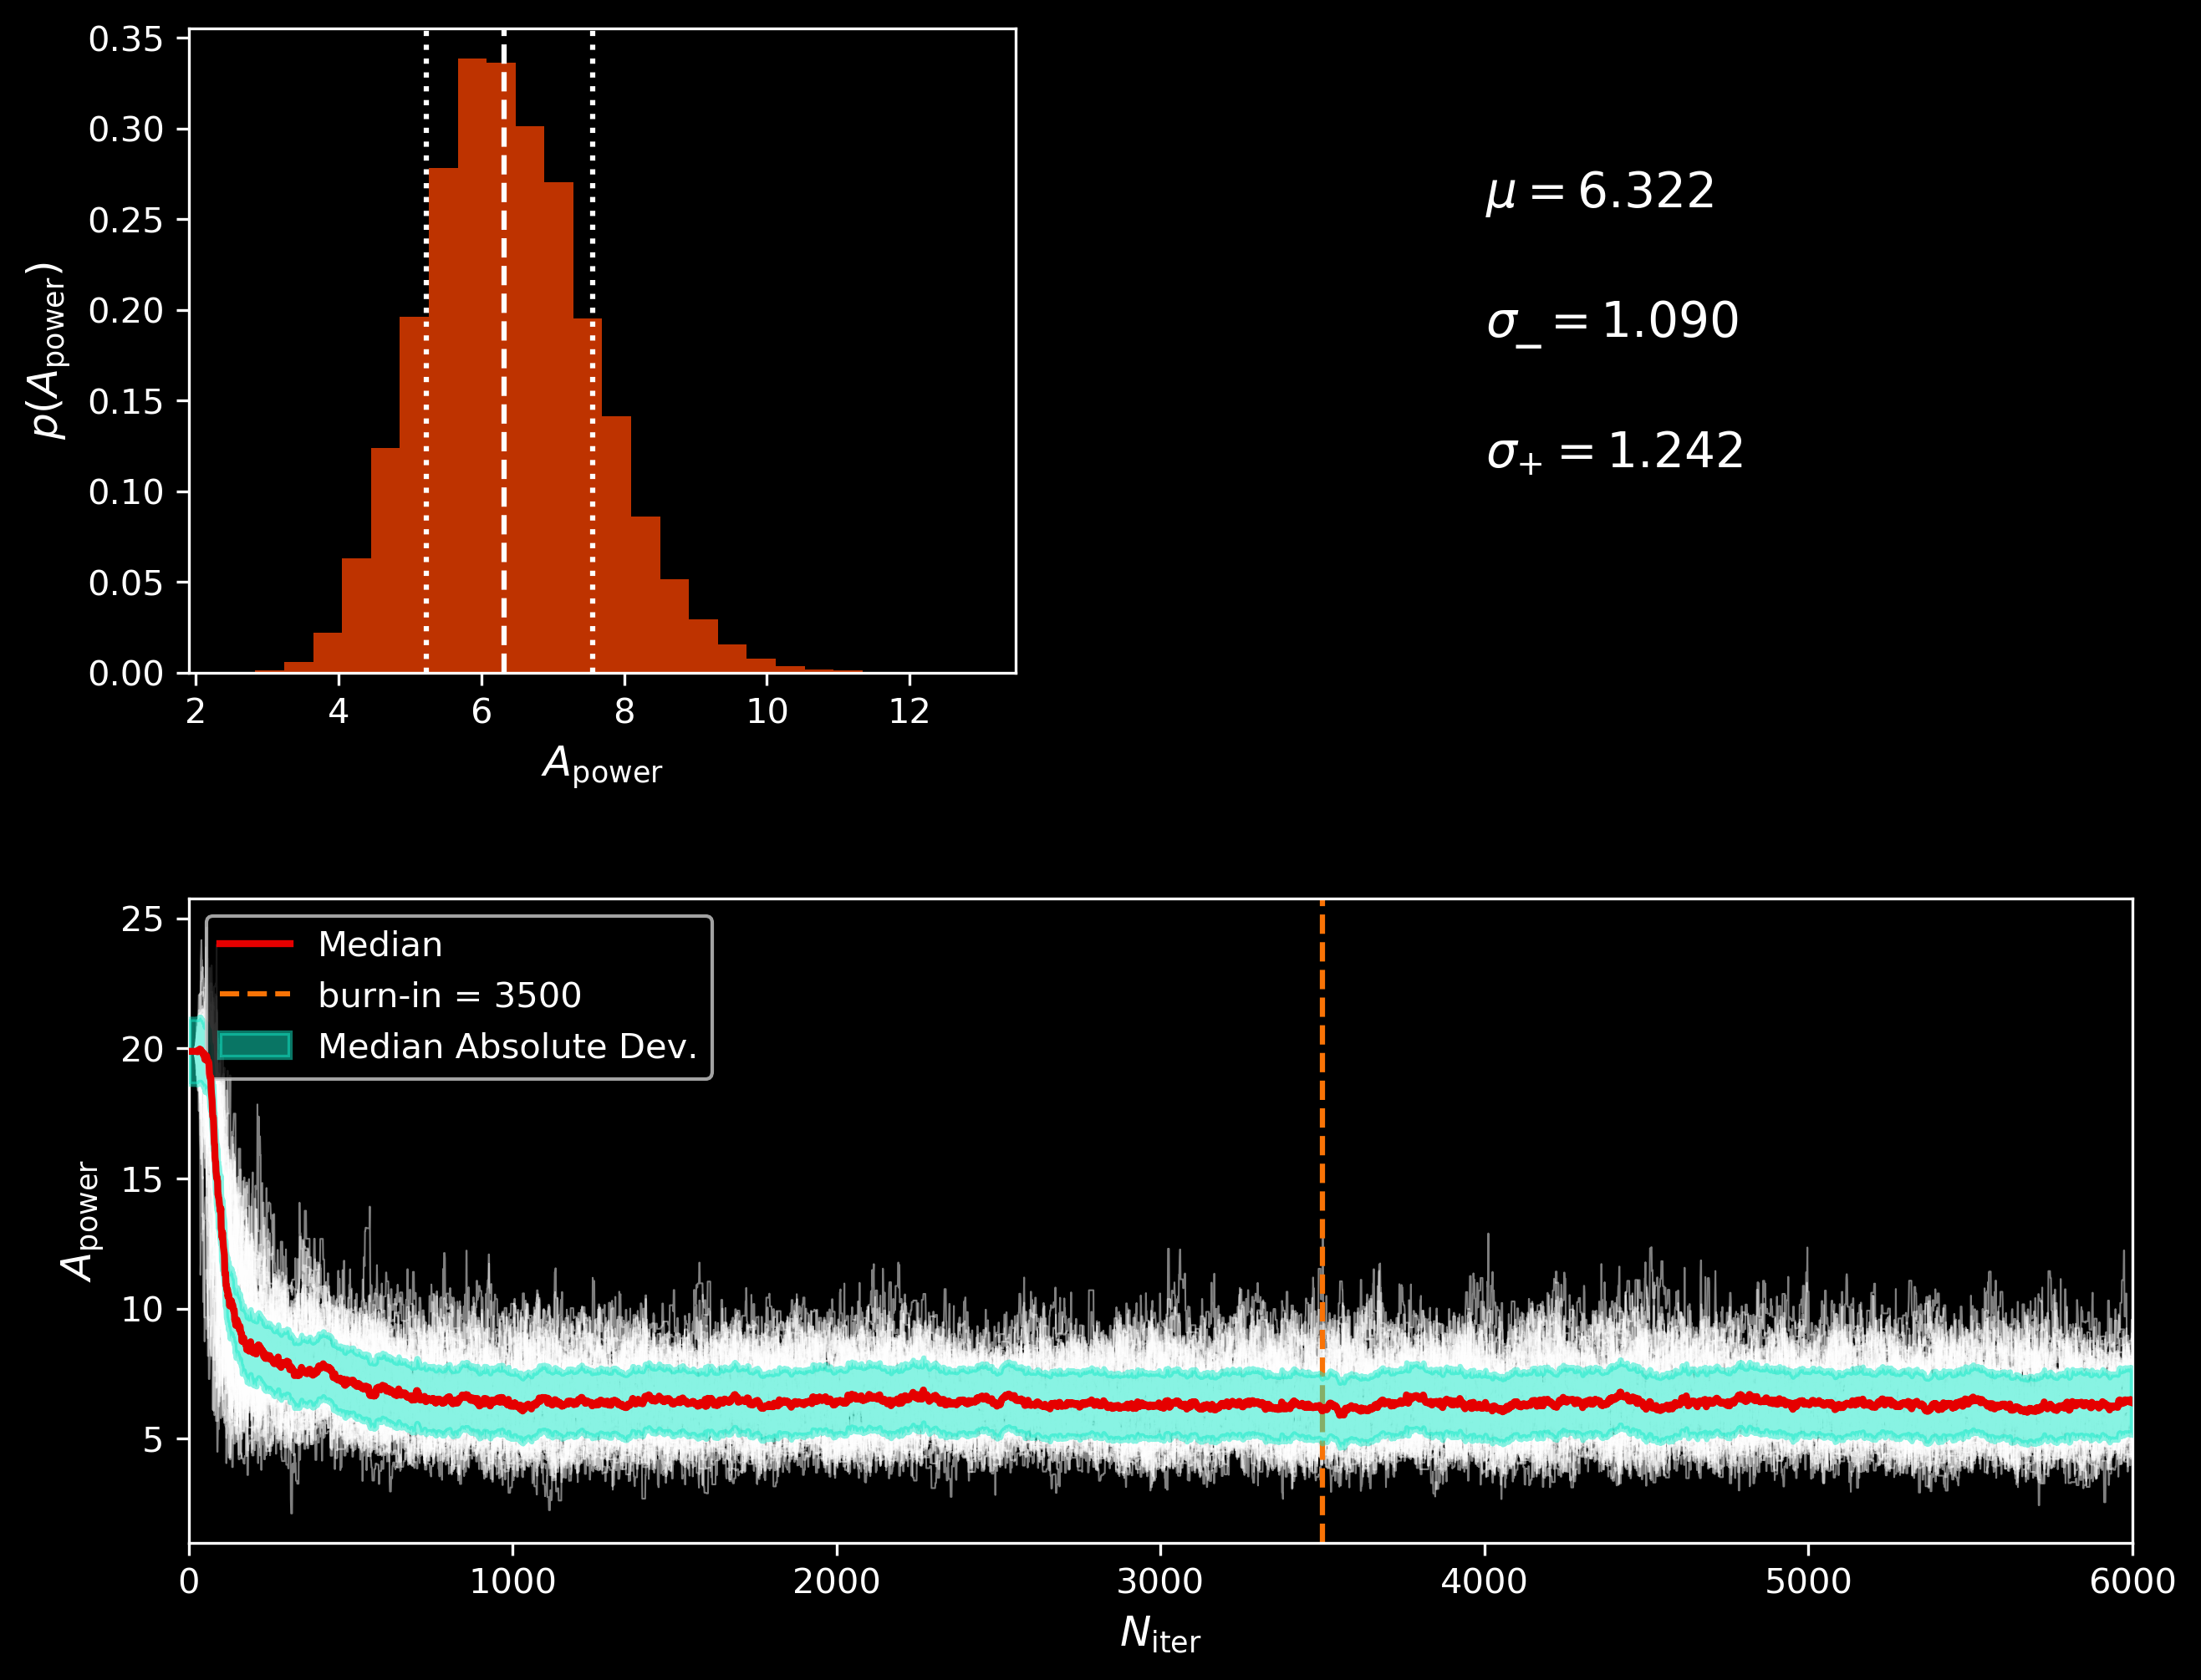 0.35
0.30
0.25
0.20
0.15
0.10
0.05
0.00
p(A_power)
2 4 6 8 10 12
A_power
μ = 6.322
σ_− = 1.090
σ_+ = 1.242
25
20
15
10
5
A_power
Median
burn-in = 3500
Median Absolute Dev.
0 1000 2000 3000 4000 5000 6000
N_iter